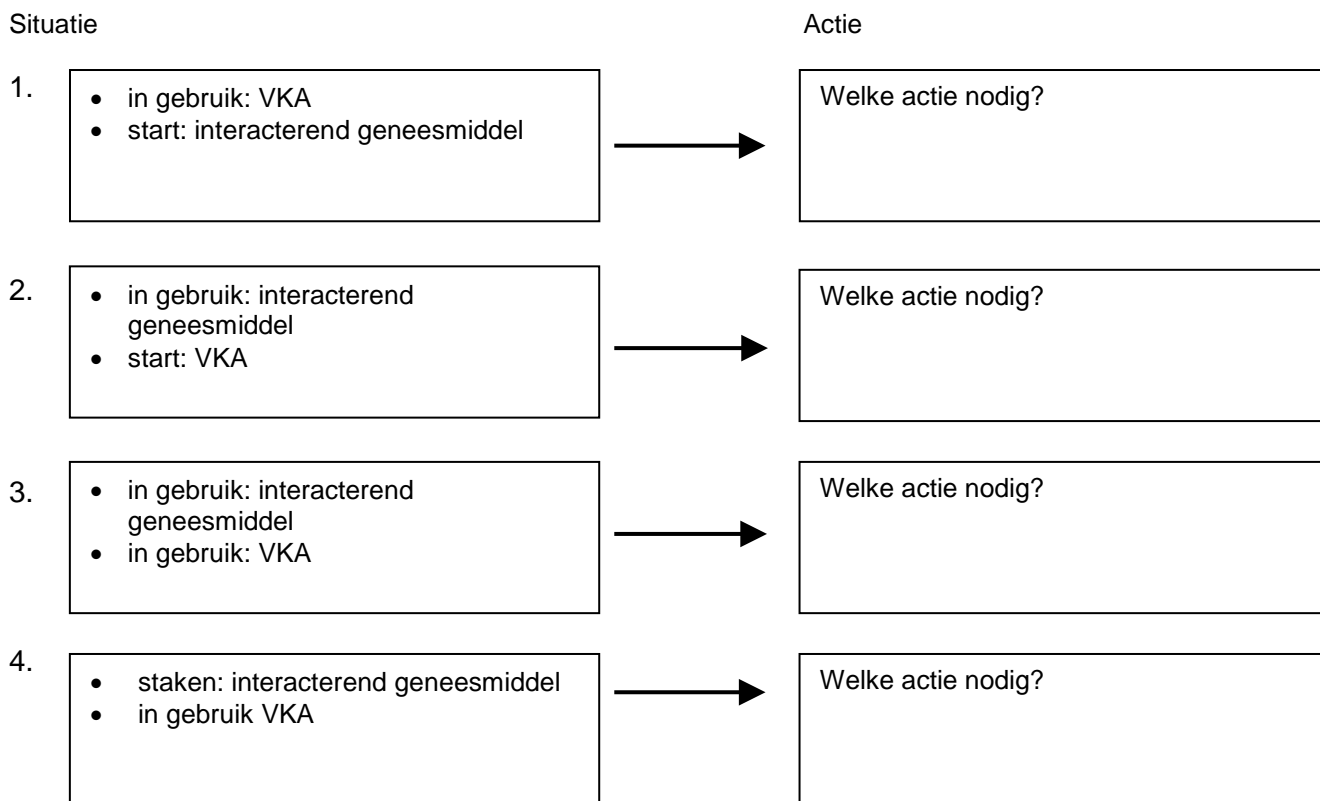 Situatie
Actie
1.
• in gebruik: VKA
• start: interacterend geneesmiddel
Welke actie nodig?
2.
• in gebruik: interacterend
geneesmiddel
• start: VKA
Welke actie nodig?
3.
• in gebruik: interacterend
geneesmiddel
• in gebruik: VKA
Welke actie nodig?
4.
• staken: interacterend geneesmiddel
• in gebruik VKA
Welke actie nodig?